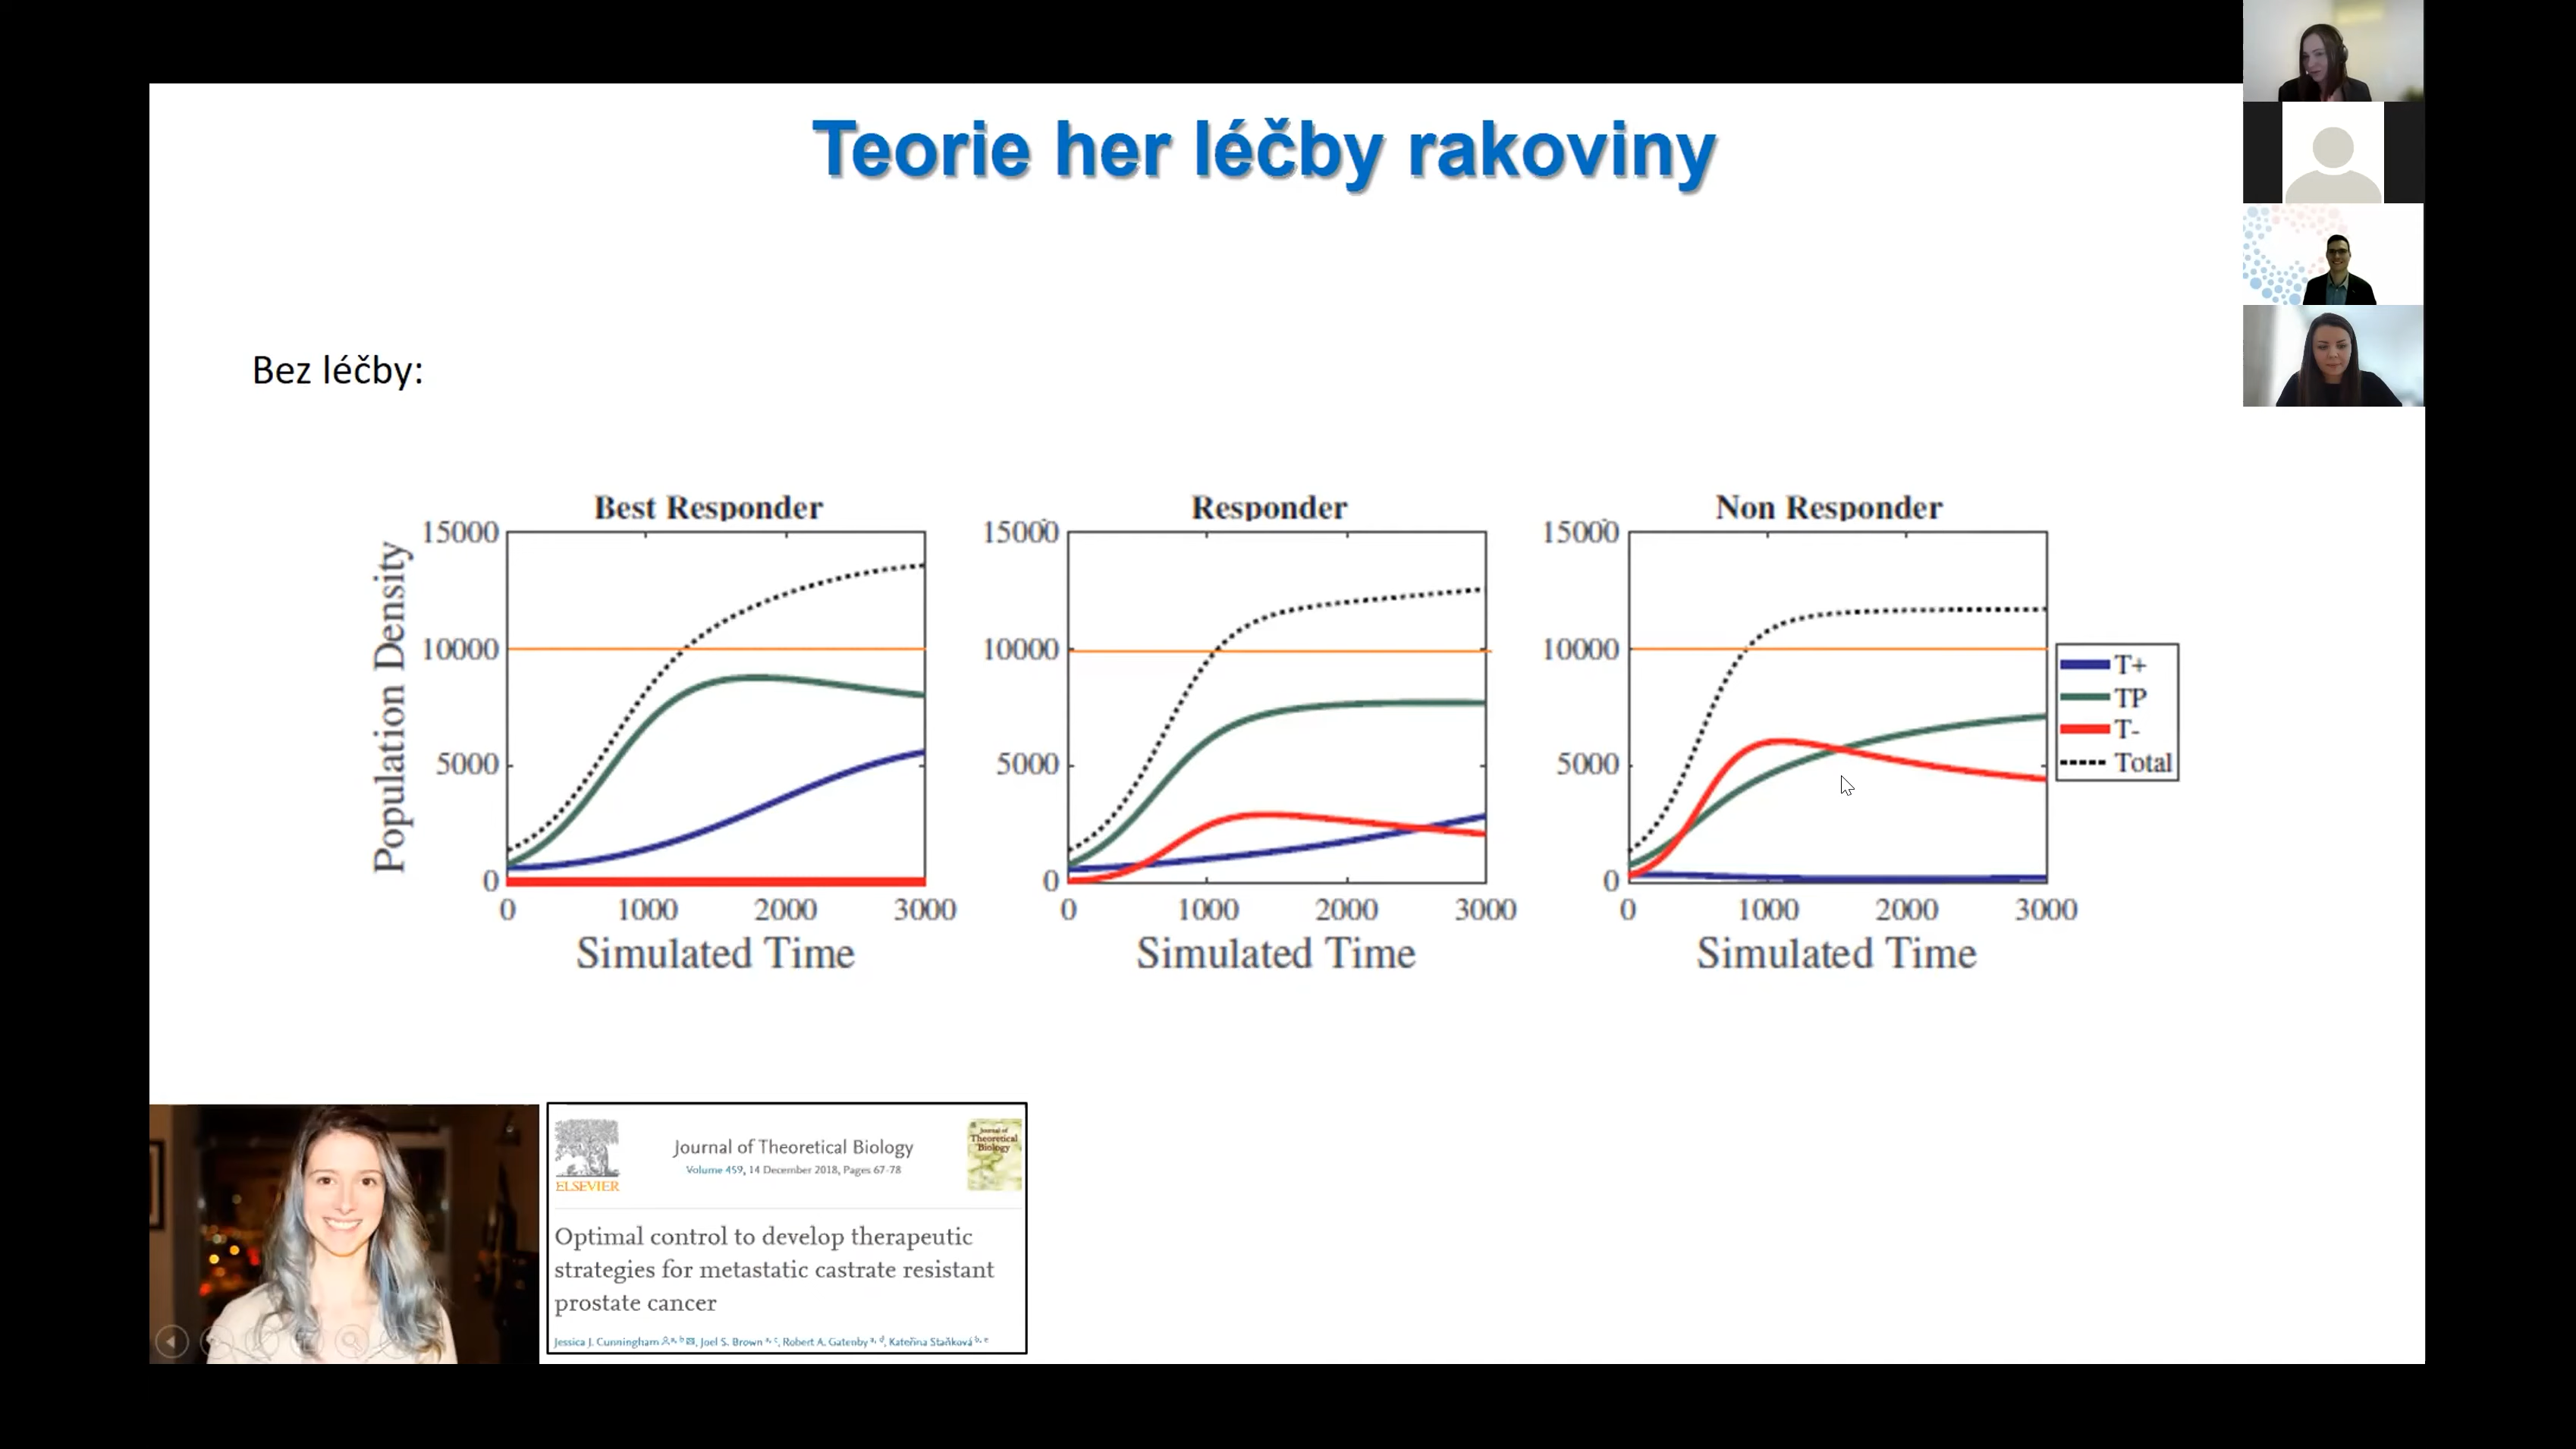 Teorie her léčby rakoviny
Bez léčby:
Best Responder
Responder
Non Responder
Population Density
15000
10000
5000
0
0 1000 2000 3000
Simulated Time
15000
10000
5000
0
0 1000 2000 3000
Simulated Time
15000
10000
5000
0
0 1000 2000 3000
Simulated Time
T+
TP
T-
Total
ELSEVIER
Journal of Theoretical Biology
Volume 459, 14 December 2018, Pages 67-78
Journal of
Theoretical
Biology
Optimal control to develop therapeutic
strategies for metastatic castrate resistant
prostate cancer
Jessica J. Cunningham a, b, Joel S. Brown a, c, Robert A. Gatenby a, d, Kateřina Staňková b, e